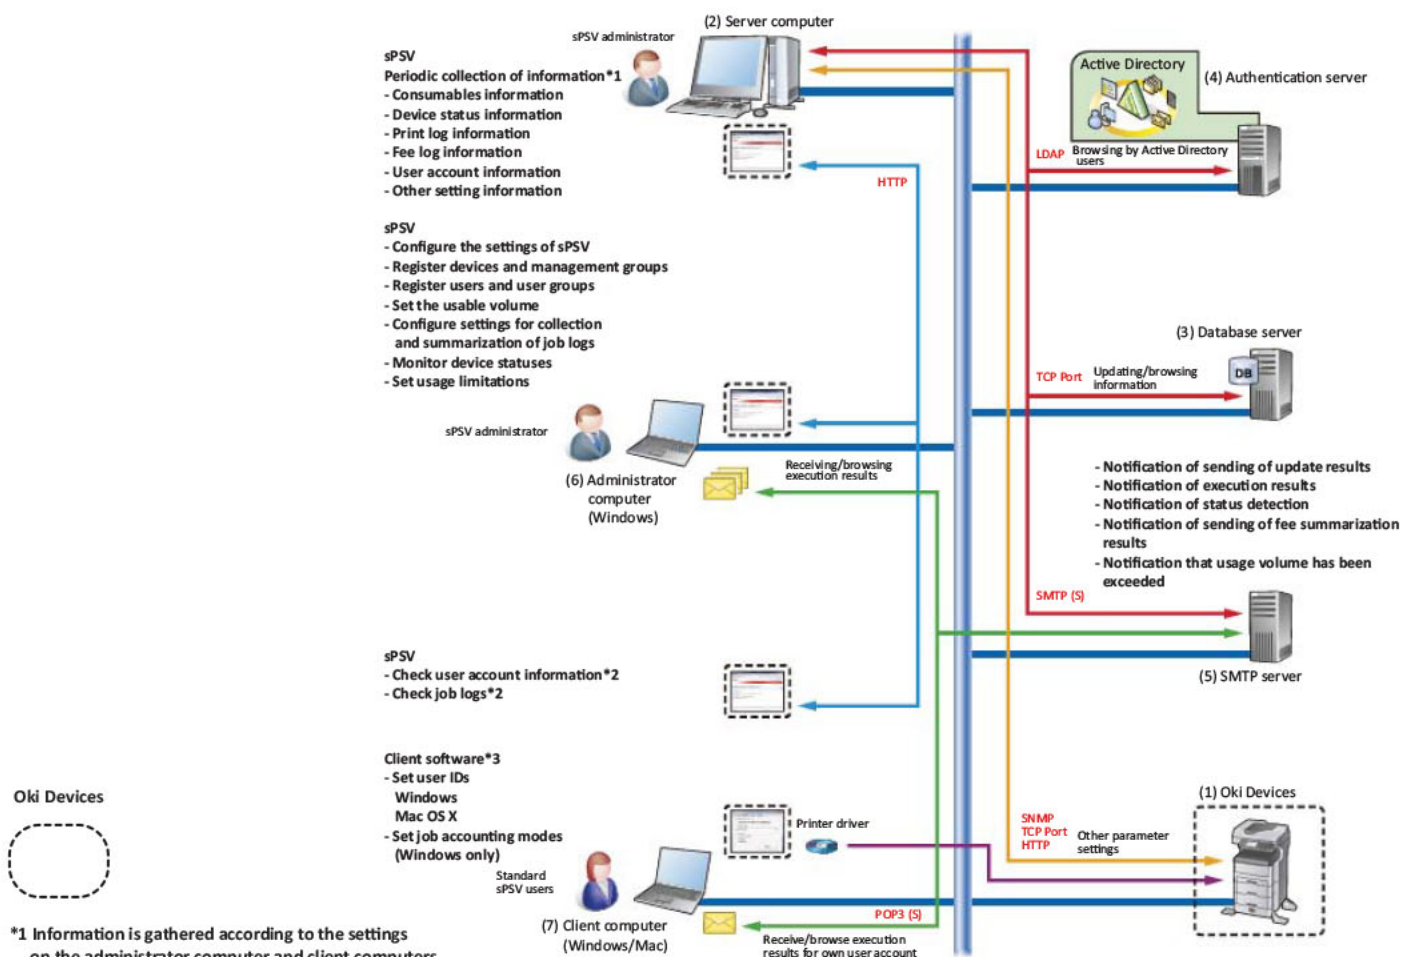 (2) Server computer
sPSV administrator
sPSV
Periodic collection of information*1
- Consumables information
- Device status information
- Print log information
- Fee log information
- User account information
- Other setting information
HTTP
Active Directory
(4) Authentication server
LDAP
Browsing by Active Directory
users
sPSV
- Configure the settings of sPSV
- Register devices and management groups
- Register users and user groups
- Set the usable volume
- Configure settings for collection
and summarization of job logs
- Monitor device statuses
- Set usage limitations
(3) Database server
DB
TCP Port
Updating/browsing
information
sPSV administrator
(6) Administrator
computer
(Windows)
Receiving/browsing
execution results
- Notification of sending of update results
- Notification of execution results
- Notification of status detection
- Notification of sending of fee summarization
results
- Notification that usage volume has been
exceeded
SMTP (S)
(5) SMTP server
sPSV
- Check user account information*2
- Check job logs*2
Client software*3
- Set user IDs
Windows
Mac OS X
- Set job accounting modes
(Windows only)
Printer driver
Standard
sPSV users
(7) Client computer
(Windows/Mac)
POP3 (S)
Receive/browse execution
results for own user account
(1) Oki Devices
SNMP
TCP Port
HTTP
Other parameter
settings
Oki Devices
*1 Information is gathered according to the settings
on the administrator computer and client computers